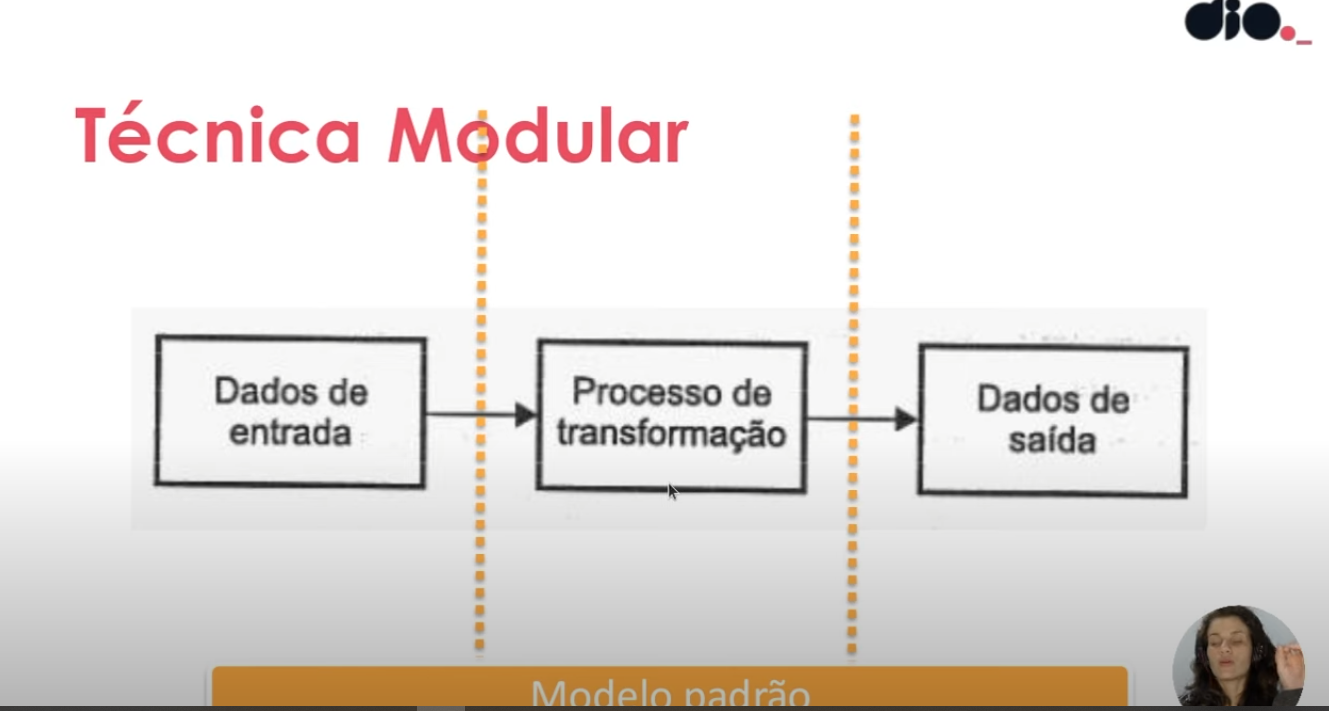 dio._
Técnica Modular
Dados de
entrada
Processo de
transformação
Dados de
saída
Modelo padrão